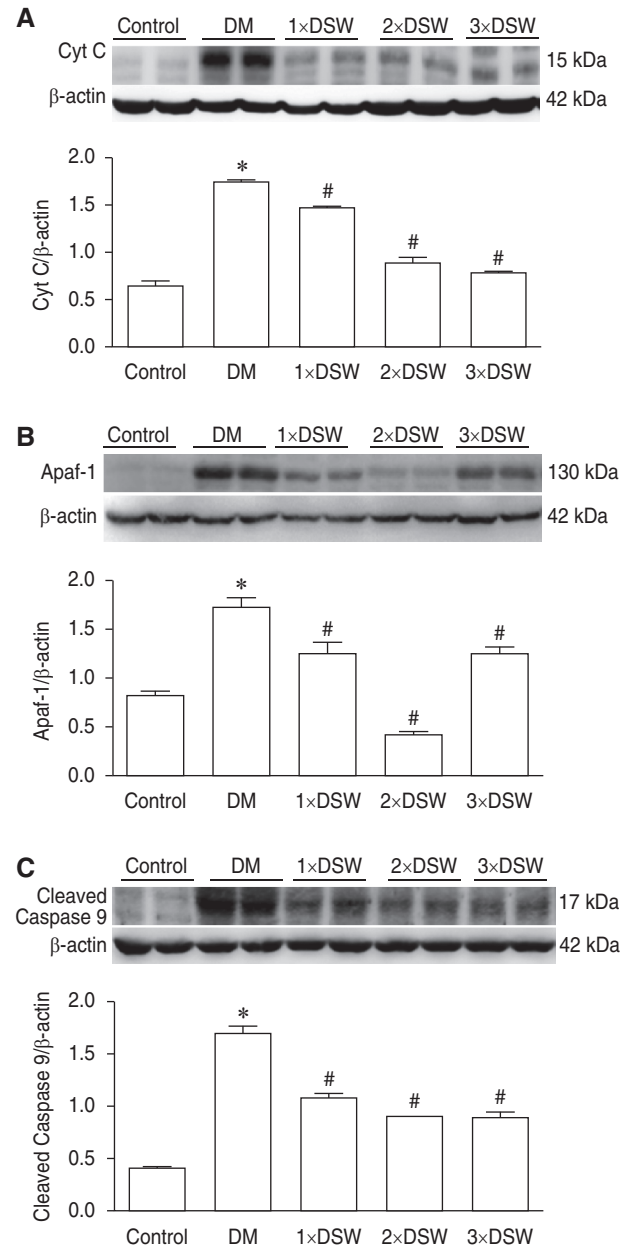 A
Control DM 1×DSW 2×DSW 3×DSW
Cyt C 15 kDa
β-actin 42 kDa
2.0
1.5
1.0
0.5
0.0
Cyt C/β-actin
* # # #
Control DM 1×DSW 2×DSW 3×DSW
B
Control DM 1×DSW 2×DSW 3×DSW
Apaf-1 130 kDa
β-actin 42 kDa
2.0
1.5
1.0
0.5
0.0
Apaf-1/β-actin
* # # #
Control DM 1×DSW 2×DSW 3×DSW
C
Control DM 1×DSW 2×DSW 3×DSW
Cleaved
Caspase 9 17 kDa
β-actin 42 kDa
2.0
1.5
1.0
0.5
0.0
Cleaved Caspase 9/β-actin
* # # #
Control DM 1×DSW 2×DSW 3×DSW